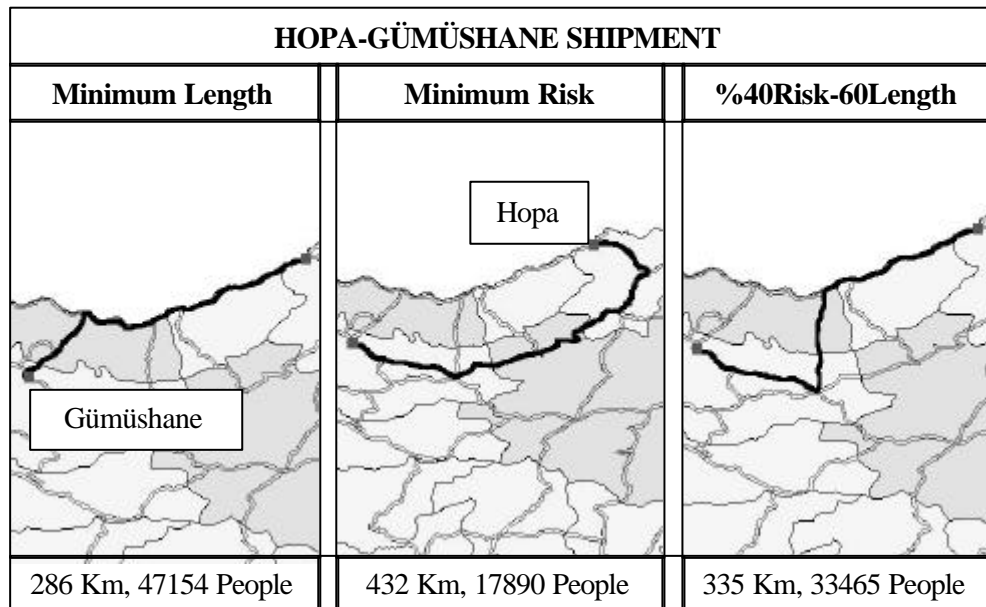 HOPA-GÜMÜSHANE SHIPMENT
Minimum Length
Minimum Risk
%40Risk-60Length
Hopa
Gümüshane
286 Km, 47154 People
432 Km, 17890 People
335 Km, 33465 People